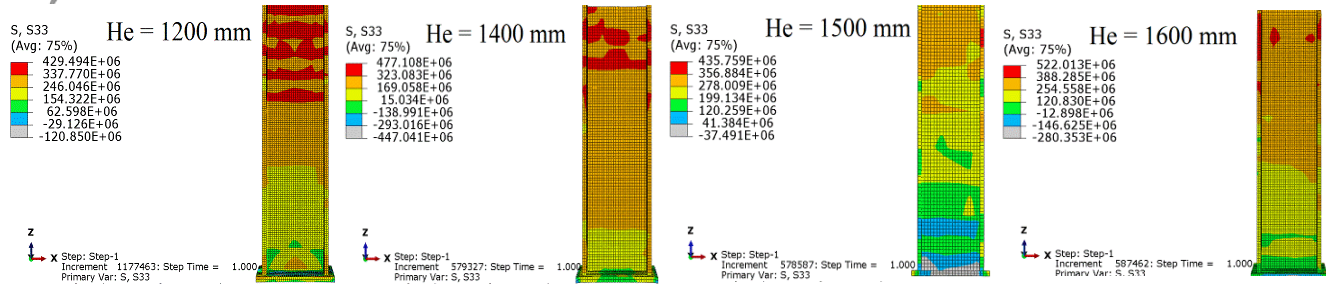 S, S33
(Avg: 75%)
429.494E+06
337.770E+06
246.046E+06
154.322E+06
62.598E+06
-29.126E+06
-120.850E+06
He = 1200 mm
z
x
Step: Step-1
Increment 1177463: Step Time = 1.000
Primary Var: S, S33
S, S33
(Avg: 75%)
477.108E+06
323.083E+06
169.058E+06
15.034E+06
-138.991E+06
-293.016E+06
-447.041E+06
He = 1400 mm
z
x
Step: Step-1
Increment 579327: Step Time = 1.000
Primary Var: S, S33
S, S33
(Avg: 75%)
435.759E+06
356.884E+06
278.009E+06
199.134E+06
120.259E+06
41.384E+06
-37.491E+06
He = 1500 mm
z
x
Step: Step-1
Increment 578587: Step Time = 1.000
Primary Var: S, S33
S, S33
(Avg: 75%)
522.013E+06
388.285E+06
254.558E+06
120.830E+06
-12.898E+06
-146.625E+06
-280.353E+06
He = 1600 mm
z
x
Step: Step-1
Increment 587462: Step Time = 1.000
Primary Var: S, S33